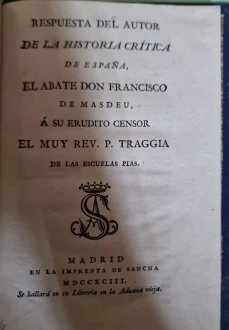 RESPUESTA DEL AUTOR
DE LA HISTORIA CRÍTICA
DE ESPAÑA,
EL ABATE DON FRANCISCO
DE MASDEU,
Á SU ERUDITO CENSOR
EL MUY REV. P. TRAGGIA
DE LAS ESCUELAS PIAS.
MADRID
EN LA IMPRENTA DE SANCHA
MDCCXCIII.
Se hallará en su Librería en la Aduana vieja.